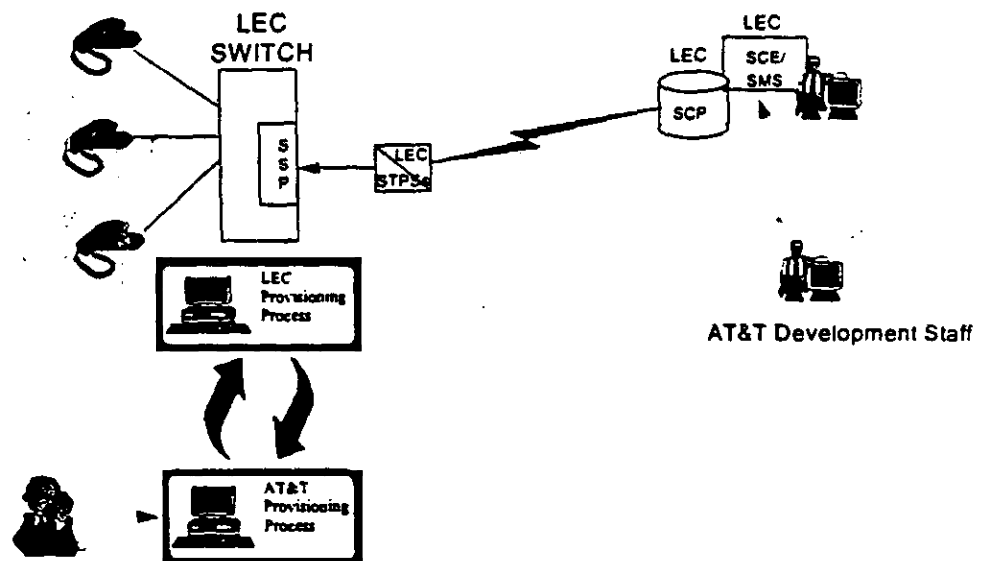 LEC
SWITCH
S
S
P
LEC
STPSs
LEC
SCP
LEC
SCE/
SMS
LEC
Provisioning
Process
AT&T Development Staff
AT&T
Provisioning
Process